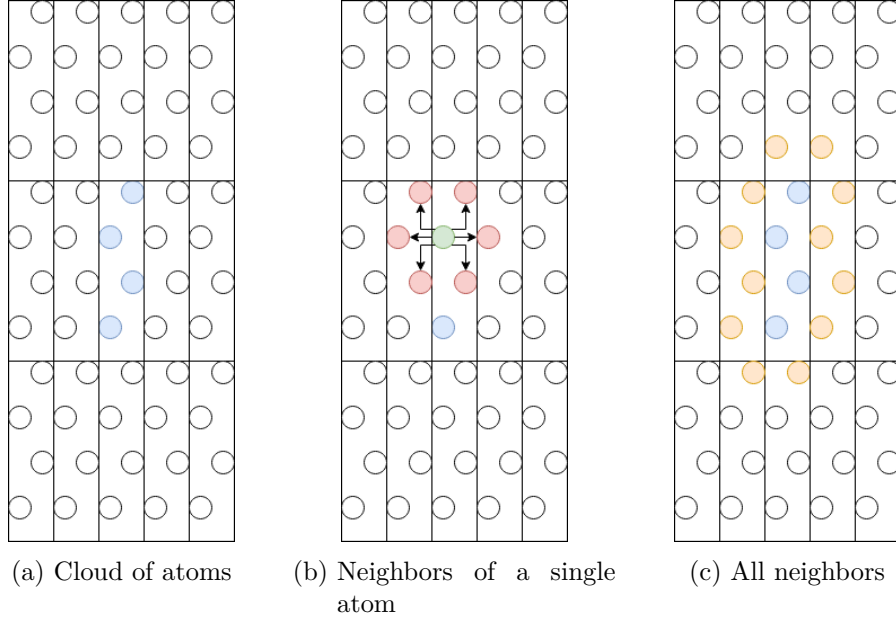 (a) Cloud of atoms
(b) Neighbors of a single
atom
(c) All neighbors